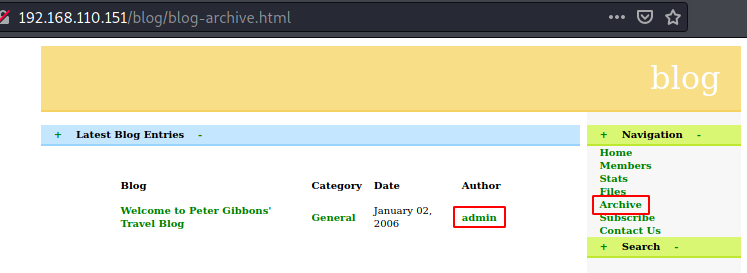 192.168.110.151/blog/blog-archive.html
blog
+ Latest Blog Entries -
Blog Category Date Author
Welcome to Peter Gibbons' Travel Blog General January 02, 2006 admin
+ Navigation -
Home
Members
Stats
Files
Archive
Subscribe
Contact Us
+ Search -